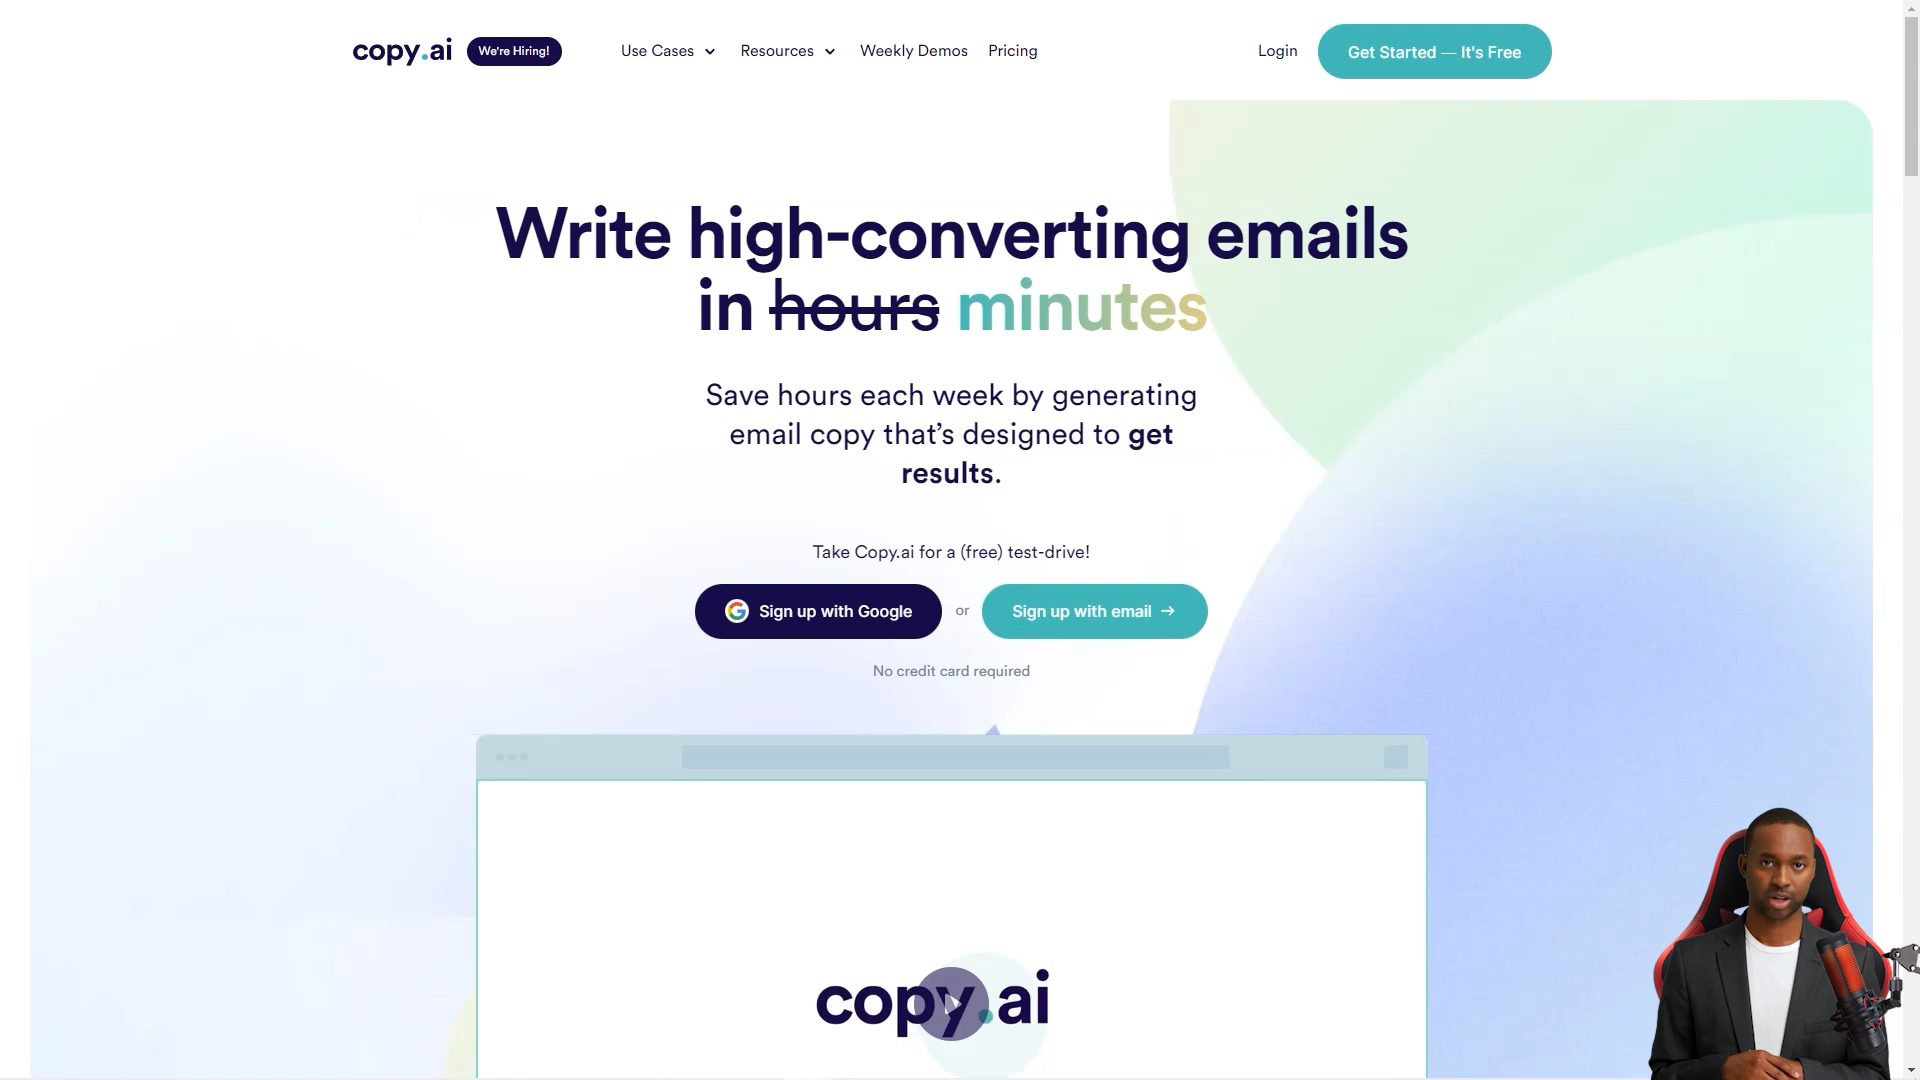 copy.ai We're Hiring! Use Cases Resources Weekly Demos Pricing Login Get Started — It's Free
Write high-converting emails
in hours minutes
Save hours each week by generating
email copy that's designed to get
results.
Take Copy.ai for a (free) test-drive!
Sign up with Google or Sign up with email →
No credit card required
copy.ai